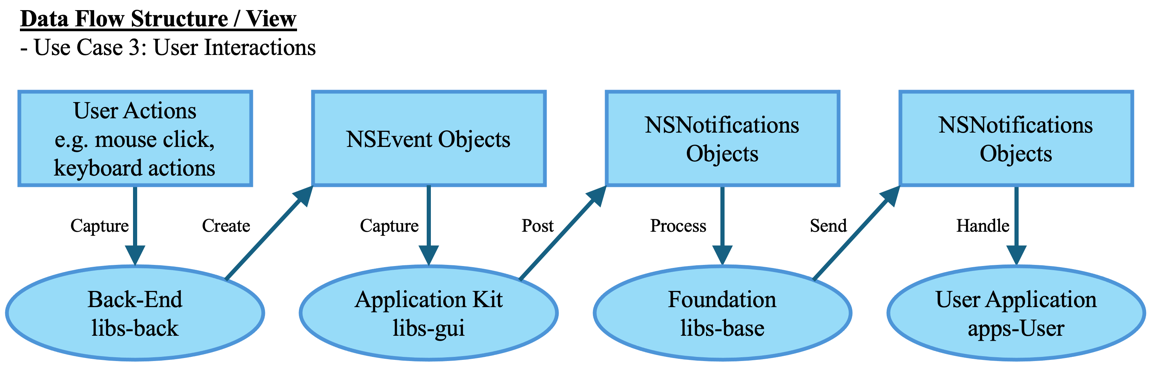 Data Flow Structure / View
- Use Case 3: User Interactions
User Actions
e.g. mouse click,
keyboard actions
NSEvent Objects
NSNotifications
Objects
NSNotifications
Objects
Capture
Create
Capture
Post
Process
Send
Handle
Back-End
libs-back
Application Kit
libs-gui
Foundation
libs-base
User Application
apps-User